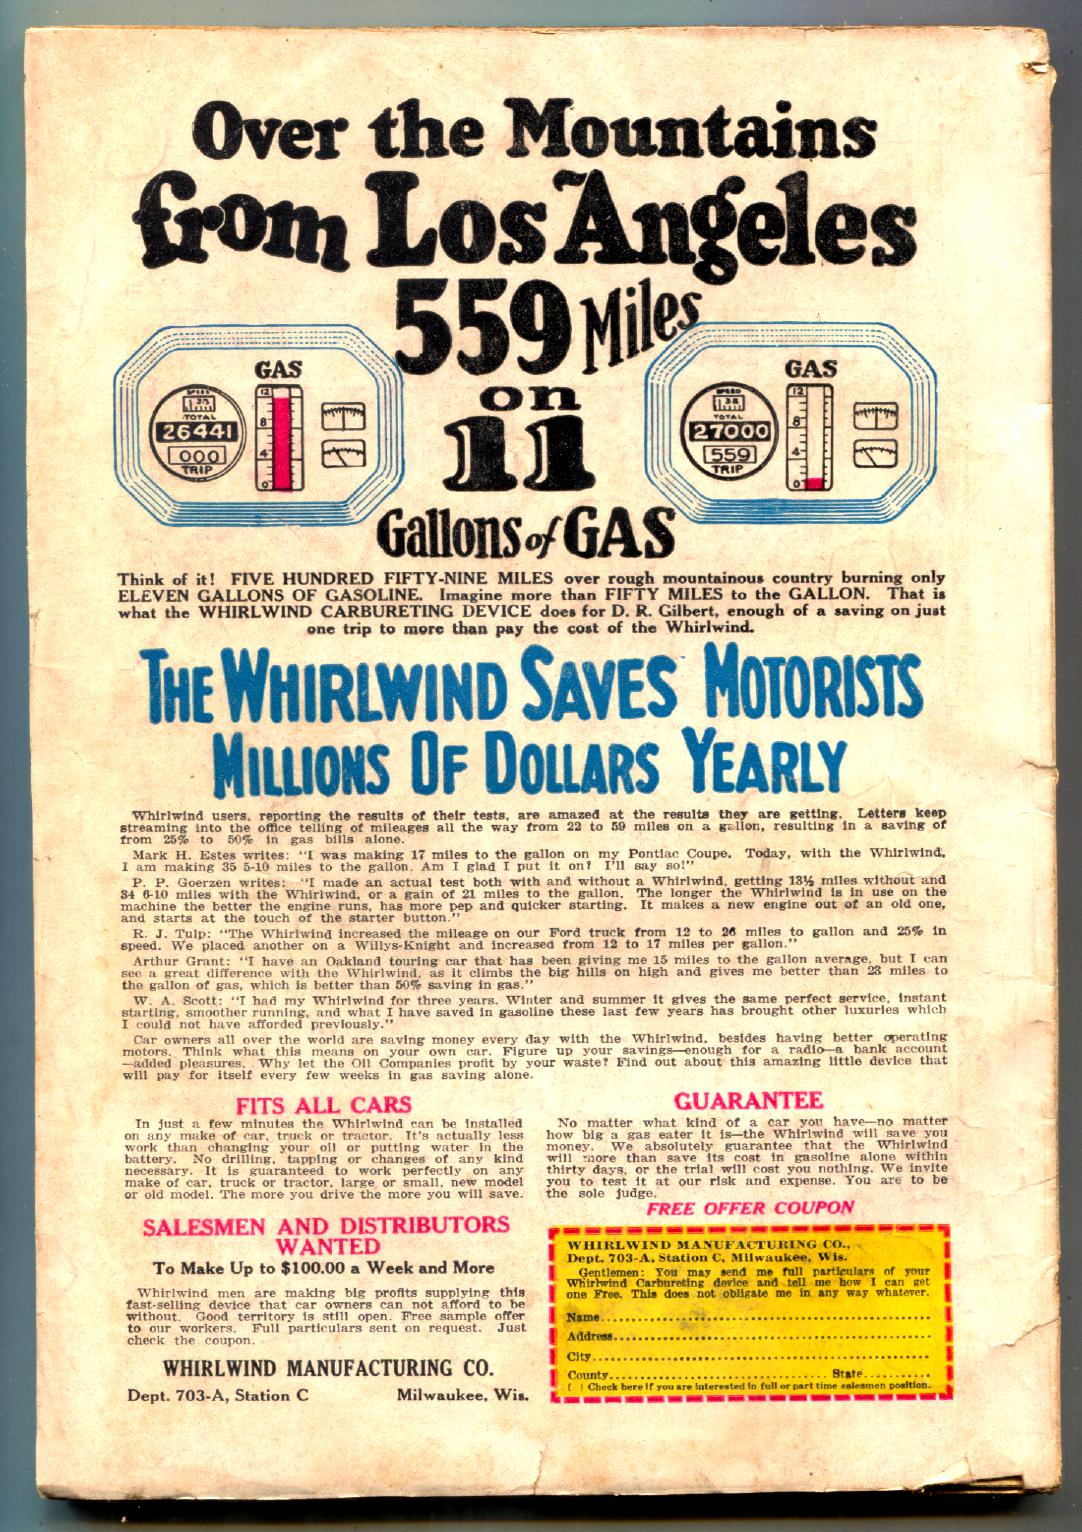 Over the Mountains
from Los Angeles
559 Miles
on
11
Gallons of GAS
GAS
12
8
4
0
SPEED
35
TOTAL
26441
000
TRIP
GAS
12
8
4
0
SPEED
38
TOTAL
27000
559
TRIP
Think of it! FIVE HUNDRED FIFTY-NINE MILES over rough mountainous country burning only
ELEVEN GALLONS OF GASOLINE. Imagine more than FIFTY MILES to the GALLON. That is
what the WHIRLWIND CARBURETING DEVICE does for D. R. Gilbert, enough of a saving on just
one trip to more than pay the cost of the Whirlwind.
THE WHIRLWIND SAVES MOTORISTS
MILLIONS OF DOLLARS YEARLY
Whirlwind users, reporting the results of their tests, are amazed at the results they are getting. Letters keep
streaming into the office telling of mileages all the way from 22 to 59 miles on a gallon, resulting in a saving of
from 25% to 50% in gas bills alone.
Mark H. Estes writes: "I was making 17 miles to the gallon on my Pontiac Coupe. Today, with the Whirlwind,
I am making 35 5-10 miles to the gallon. Am I glad I put it on? I'll say so!"
P. P. Goerzen writes: "I made an actual test both with and without a Whirlwind, getting 13½ miles without and
34 6-10 miles with the Whirlwind, or a gain of 21 miles to the gallon. The longer the Whirlwind is in use on the
machine the better the engine runs, has more pep and quicker starting. It makes a new engine out of an old one,
and starts at the touch of the starter button."
R. J. Tulp: "The Whirlwind increased the mileage on our Ford truck from 12 to 26 miles to gallon and 25% in
speed. We placed another on a Willys-Knight and increased from 12 to 17 miles per gallon."
Arthur Grant: "I have an Oakland touring car that has been giving me 15 miles to the gallon average, but I can
see a great difference with the Whirlwind, as it climbs the big hills on high and gives me better than 23 miles to
the gallon of gas, which is better than 50% saving in gas."
W. A. Scott: "I had my Whirlwind for three years. Winter and summer it gives the same perfect service, instant
starting, smoother running, and what I have saved in gasoline these last few years has brought other luxuries which
I could not have afforded previously."
Car owners all over the world are saving money every day with the Whirlwind, besides having better operating
motors. Think what this means on your own car. Figure up your savings—enough for a radio—a bank account
—added pleasures. Why let the Oil Companies profit by your waste? Find out about this amazing little device that
will pay for itself every few weeks in gas saving alone.
FITS ALL CARS
In just a few minutes the Whirlwind can be installed
on any make of car, truck or tractor. It's actually less
work than changing your oil or putting water in the
battery. No drilling, tapping or changes of any kind
necessary. It is guaranteed to work perfectly on any
make of car, truck or tractor, large or small, new model
or old model. The more you drive the more you will save.
SALESMEN AND DISTRIBUTORS
WANTED
To Make Up to $100.00 a Week and More
Whirlwind men are making big profits supplying this
fast-selling device that car owners can not afford to be
without. Good territory is still open. Free sample offer
to our workers. Full particulars sent on request. Just
check the coupon.
WHIRLWIND MANUFACTURING CO.
Dept. 703-A, Station C Milwaukee, Wis.
GUARANTEE
No matter what kind of a car you have—no matter
how big a gas eater it is—the Whirlwind will save you
money. We absolutely guarantee that the Whirlwind
will more than save its cost in gasoline alone within
thirty days, or the trial will cost you nothing. We invite
you to test it at our risk and expense. You are to be
the sole judge.
FREE OFFER COUPON
WHIRLWIND MANUFACTURING CO.,
Dept. 703-A, Station C, Milwaukee, Wis.
Gentlemen: You may send me full particulars of your
Whirlwind Carbureting device and tell me how I can get
one Free. This does not obligate me in any way whatever.
Name
Address
City
County State
( ) Check here if you are interested in full or part time salesmen position.